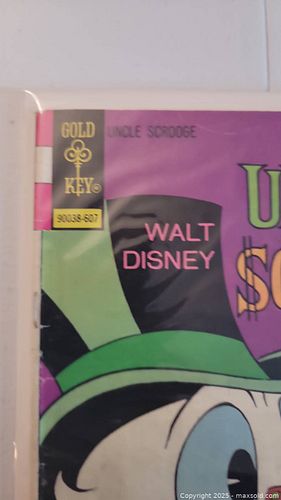 GOLD
KEY
UNCLE SCROOGE
90038-607
WALT
DISNEY
U
$C
Copyright 2025 - maxsold.com